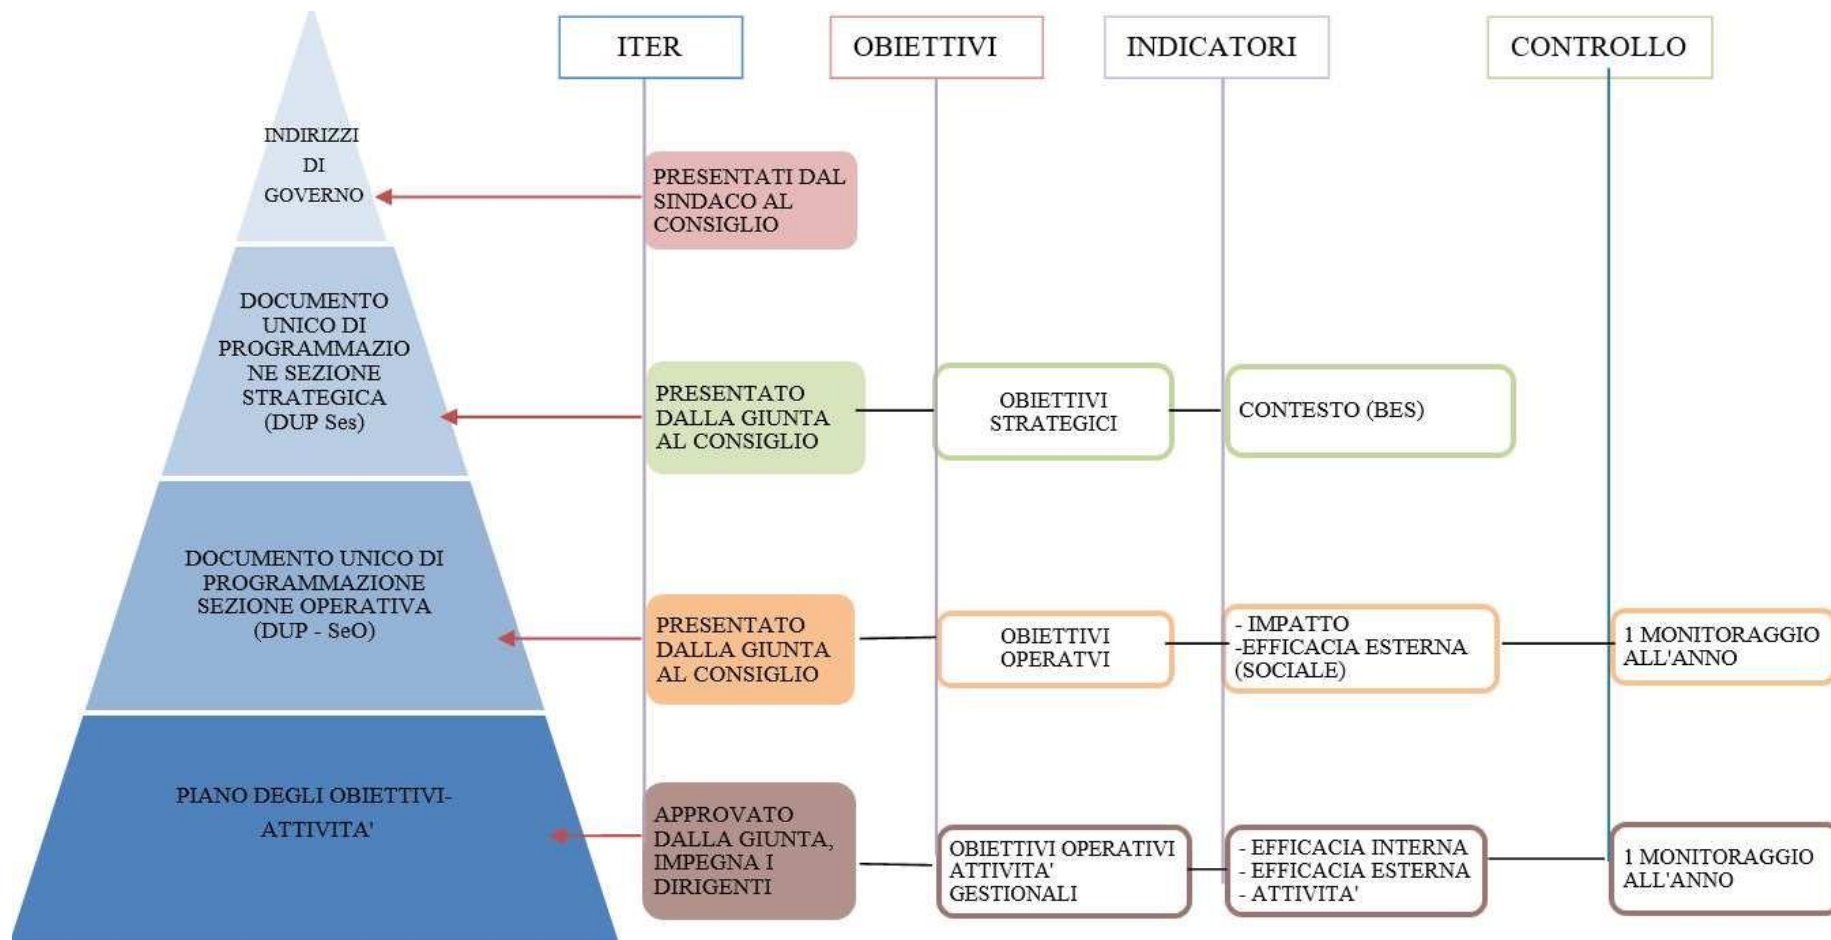 ITER
OBIETTIVI
INDICATORI
CONTROLLO
INDIRIZZI
DI
GOVERNO
PRESENTATI DAL
SINDACO AL
CONSIGLIO
DOCUMENTO
UNICO DI
PROGRAMMAZIO
NE SEZIONE
STRATEGICA
(DUP Ses)
PRESENTATO
DALLA GIUNTA
AL CONSIGLIO
OBIETTIVI
STRATEGICI
CONTESTO (BES)
DOCUMENTO UNICO DI
PROGRAMMAZIONE
SEZIONE OPERATIVA
(DUP - SeO)
PRESENTATO
DALLA GIUNTA
AL CONSIGLIO
OBIETTIVI
OPERATVI
- IMPATTO
-EFFICACIA ESTERNA
(SOCIALE)
1 MONITORAGGIO
ALL'ANNO
PIANO DEGLI OBIETTIVI-
ATTIVITA'
APPROVATO
DALLA GIUNTA,
IMPEGNA I
DIRIGENTI
OBIETTIVI OPERATIVI
ATTIVITA'
GESTIONALI
- EFFICACIA INTERNA
- EFFICACIA ESTERNA
- ATTIVITA'
1 MONITORAGGIO
ALL'ANNO